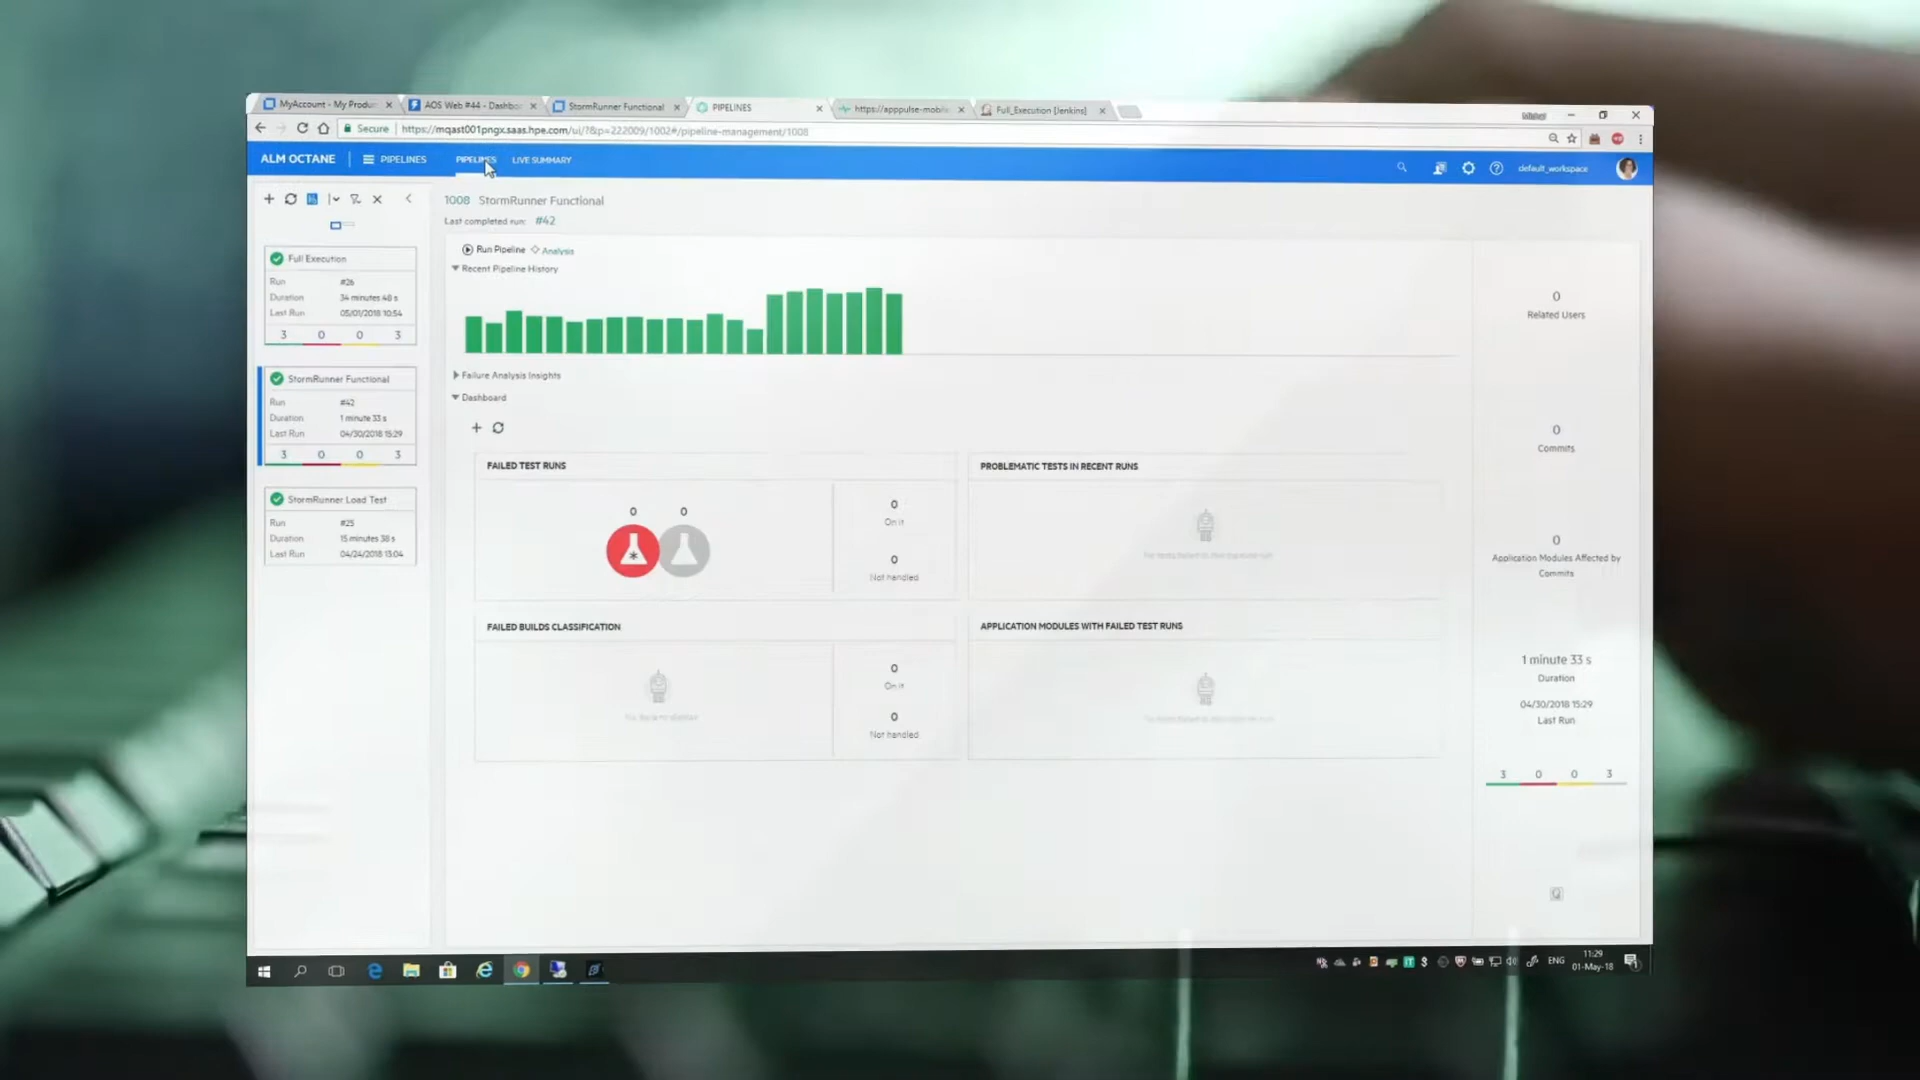 MyAccount - My Produc
AOS Web #44 - Dashbo
StormRunner Functional
PIPELINES
https://apppulse-mobile
Full_Execution [Jenkins]
Secure
https://mqast001pngx.saas.hpe.com/ui/?&p=222009/1002#/pipeline-management/1008
ALM OCTANE
PIPELINES
PIPELINES
LIVE SUMMARY
default_workspace
1008 StormRunner Functional
Last completed run: #42
Run Pipeline Analysis
Recent Pipeline History
Full Execution
Run #26
Duration 34 minutes 48 s
Last Run 05/01/2018 10:54
3 0 0 3
StormRunner Functional
Run #42
Duration 1 minute 33 s
Last Run 04/30/2018 15:29
3 0 0 3
StormRunner Load Test
Run #25
Duration 15 minutes 38 s
Last Run 04/24/2018 13:04
Failure Analysis Insights
Dashboard
FAILED TEST RUNS
0 0
0
On it
0
Not handled
PROBLEMATIC TESTS IN RECENT RUNS
FAILED BUILDS CLASSIFICATION
0
On it
0
Not handled
APPLICATION MODULES WITH FAILED TEST RUNS
0
Related Users
0
Commits
0
Application Modules Affected by
Commits
1 minute 33 s
Duration
04/30/2018 15:29
Last Run
3 0 0 3
ENG
11:29
01-May-18